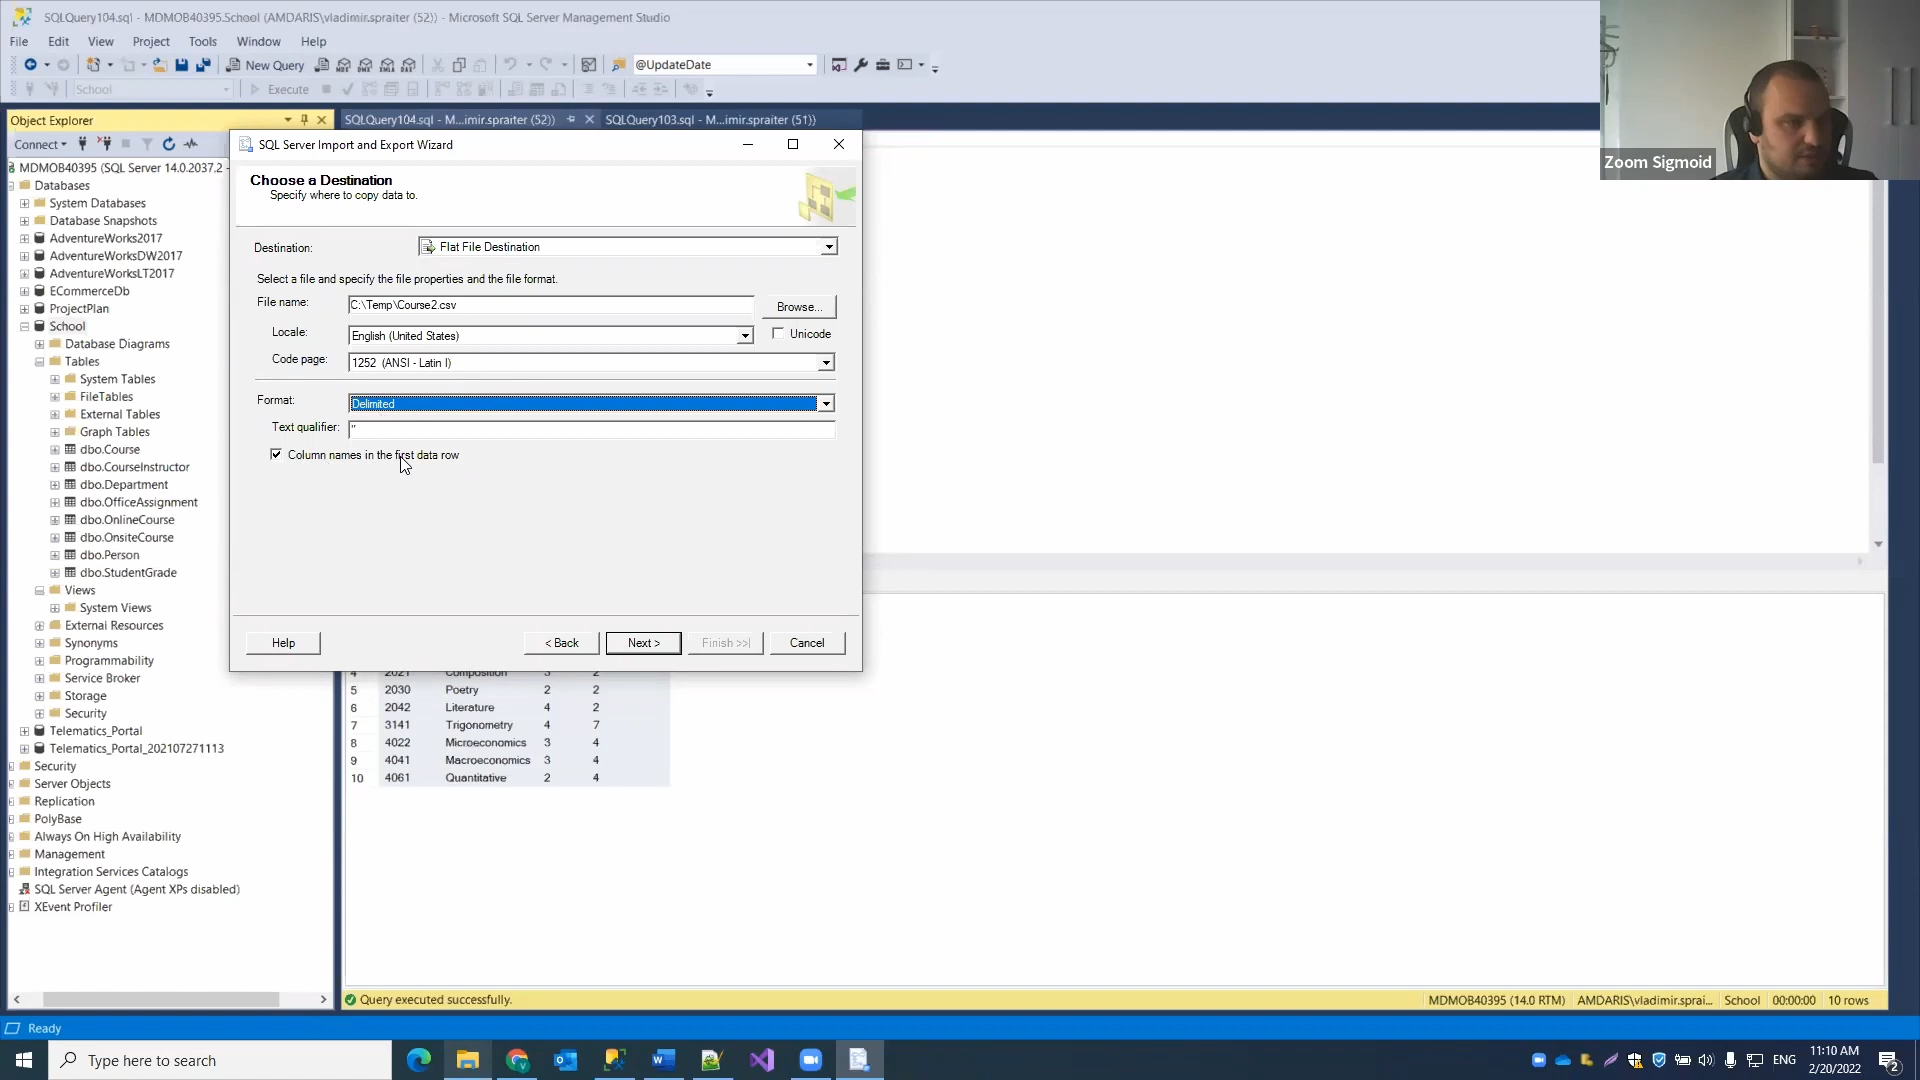 SQLQuery104.sql - MDMOB40395.School (AMDARIS\vladimir.spraiter (52)) - Microsoft SQL Server Management Studio
File Edit View Project Tools Window Help
New Query @UpdateDate
School Execute
Object Explorer
SQLQuery104.sql - M...imir.spraiter (52)) SQLQuery103.sql - M...imir.spraiter (51))
Connect
MDMOB40395 (SQL Server 14.0.2037.2 -
Databases
System Databases
Database Snapshots
AdventureWorks2017
AdventureWorksDW2017
AdventureWorksLT2017
ECommerceDb
ProjectPlan
School
Database Diagrams
Tables
System Tables
FileTables
External Tables
Graph Tables
dbo.Course
dbo.CourseInstructor
dbo.Department
dbo.OfficeAssignment
dbo.OnlineCourse
dbo.OnsiteCourse
dbo.Person
dbo.StudentGrade
Views
System Views
External Resources
Synonyms
Programmability
Service Broker
Storage
Security
Telematics_Portal
Telematics_Portal_202107271113
Security
Server Objects
Replication
PolyBase
Always On High Availability
Management
Integration Services Catalogs
SQL Server Agent (Agent XPs disabled)
XEvent Profiler
SQL Server Import and Export Wizard
Choose a Destination
Specify where to copy data to.
Destination: Flat File Destination
Select a file and specify the file properties and the file format.
File name: C:\Temp\Course2.csv Browse...
Locale: English (United States) Unicode
Code page: 1252 (ANSI - Latin I)
Format: Delimited
Text qualifier: "
Column names in the first data row
Help < Back Next > Finish >>| Cancel
4 2021 Composition 3 2
5 2030 Poetry 2 2
6 2042 Literature 4 2
7 3141 Trigonometry 4 7
8 4022 Microeconomics 3 4
9 4041 Macroeconomics 3 4
10 4061 Quantitative 2 4
Query executed successfully. MDMOB40395 (14.0 RTM) AMDARIS\vladimir.sprai... School 00:00:00 10 rows
Ready
Zoom Sigmoid
Type here to search
ENG
11:10 AM
2/20/2022
2